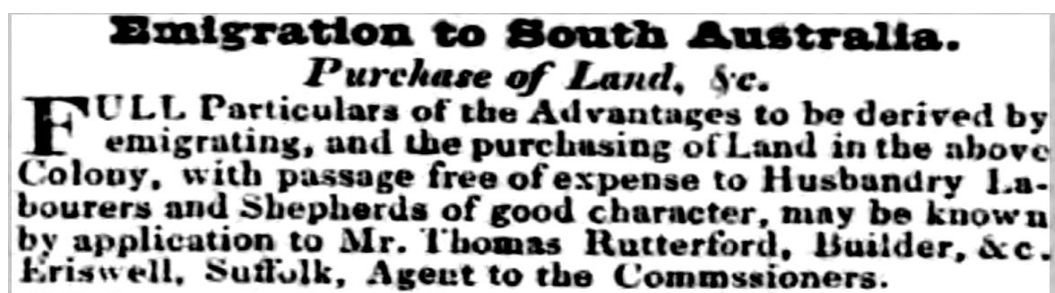 Emigration to South Australia.
Purchase of Land, &c.
FULL Particulars of the Advantages to be derived by
emigrating, and the purchasing of Land in the above
Colony, with passage free of expense to Husbandry La-
bourers and Shepherds of good character, may be known
by application to Mr. Thomas Rutterford, Builder, &c.
Eriswell, Suffolk, Agent to the Commssioners.